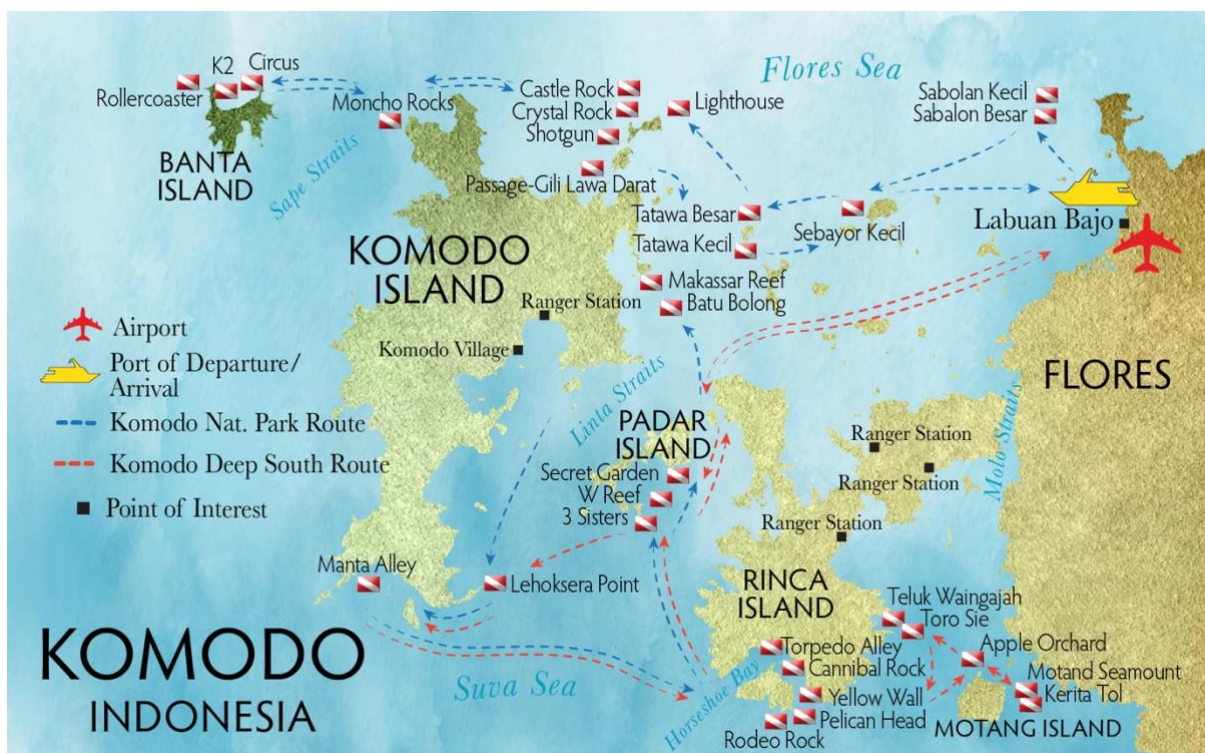 Flores Sea
K2
Circus
Rollercoaster
BANTA
ISLAND
Sape Straits
Moncho Rocks
Castle Rock
Crystal Rock
Shotgun
Passage-Gili Lawa Darat
Lighthouse
Sabolan Kecil
Sabalon Besar
Tatawa Besar
Tatawa Kecil
Sebayor Kecil
Labuan Bajo
Makassar Reef
Batu Bolong
KOMODO
ISLAND
Ranger Station
Komodo Village
Airport
Port of Departure/
Arrival
Komodo Nat. Park Route
Komodo Deep South Route
Point of Interest
Linta Straits
PADAR
ISLAND
Secret Garden
W Reef
3 Sisters
Ranger Station
Ranger Station
Ranger Station
Molo Straits
FLORES
Manta Alley
Lehoksera Point
RINCA
ISLAND
Teluk Waingajah
Toro Sie
Torpedo Alley
Cannibal Rock
Yellow Wall
Pelican Head
Rodeo Rock
Apple Orchard
Motand Seamount
Kerita Tol
MOTANG ISLAND
Horseshoe Bay
Suva Sea
KOMODO
INDONESIA